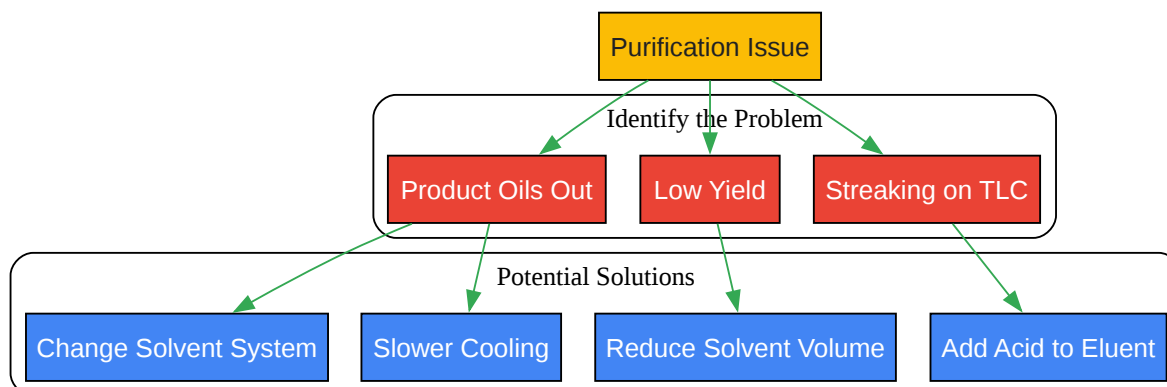 Purification Issue
Identify the Problem
Product Oils Out
Low Yield
Streaking on TLC
Potential Solutions
Change Solvent System
Slower Cooling
Reduce Solvent Volume
Add Acid to Eluent